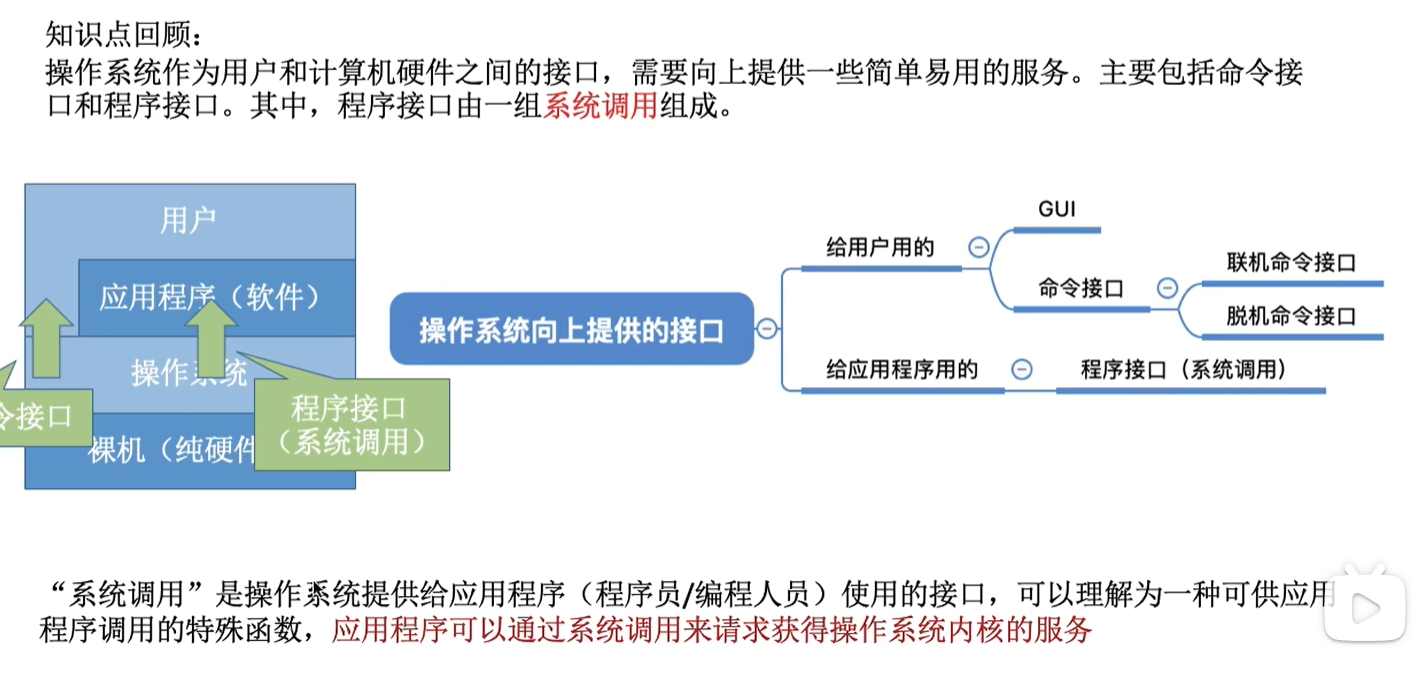 知识点回顾：
操作系统作为用户和计算机硬件之间的接口，需要向上提供一些简单易用的服务。主要包括命令接
口和程序接口。其中，程序接口由一组系统调用组成。
用户
应用程序（软件）
操作系统
令接口
裸机（纯硬件
程序接口
（系统调用）
操作系统向上提供的接口
给用户用的
GUI
命令接口
联机命令接口
脱机命令接口
给应用程序用的
程序接口（系统调用）
“系统调用”是操作系统提供给应用程序（程序员/编程人员）使用的接口，可以理解为一种可供应用
程序调用的特殊函数，应用程序可以通过系统调用来请求获得操作系统内核的服务